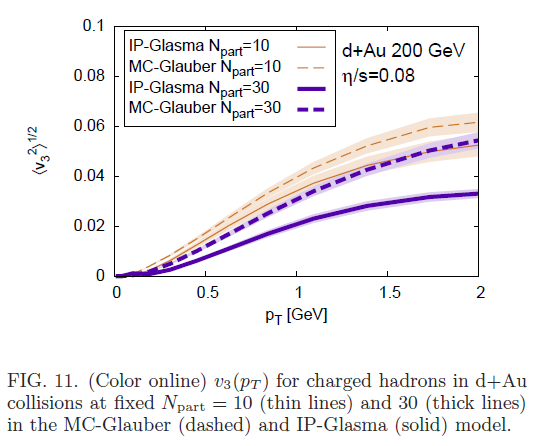 0.1
0.08
0.06
0.04
0.02
0
⟨v₃²⟩^1/2
IP-Glasma Npart=10
MC-Glauber Npart=10
IP-Glasma Npart=30
MC-Glauber Npart=30
d+Au 200 GeV
η/s=0.08
0 0.5 1 1.5 2
pT [GeV]
FIG. 11. (Color online) v₃(pT) for charged hadrons in d+Au
collisions at fixed Npart = 10 (thin lines) and 30 (thick lines)
in the MC-Glauber (dashed) and IP-Glasma (solid) model.